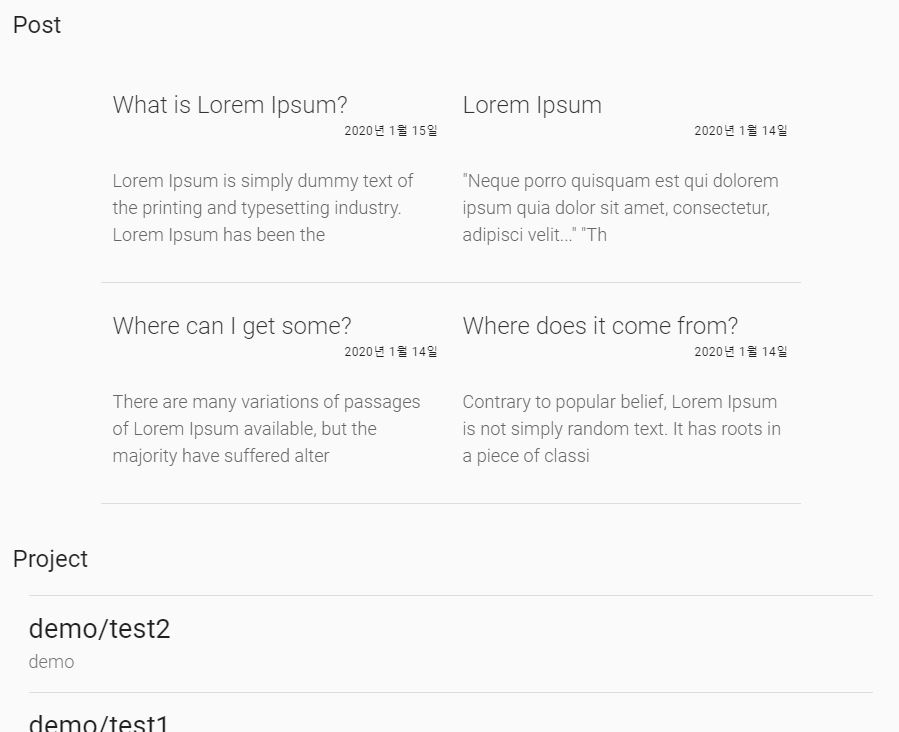 Post
What is Lorem Ipsum?
2020년 1월 15일
Lorem Ipsum is simply dummy text of
the printing and typesetting industry.
Lorem Ipsum has been the
Lorem Ipsum
2020년 1월 14일
"Neque porro quisquam est qui dolorem
ipsum quia dolor sit amet, consectetur,
adipisci velit..." "Th
Where can I get some?
2020년 1월 14일
There are many variations of passages
of Lorem Ipsum available, but the
majority have suffered alter
Where does it come from?
2020년 1월 14일
Contrary to popular belief, Lorem Ipsum
is not simply random text. It has roots in
a piece of classi
Project
demo/test2
demo
demo/test1